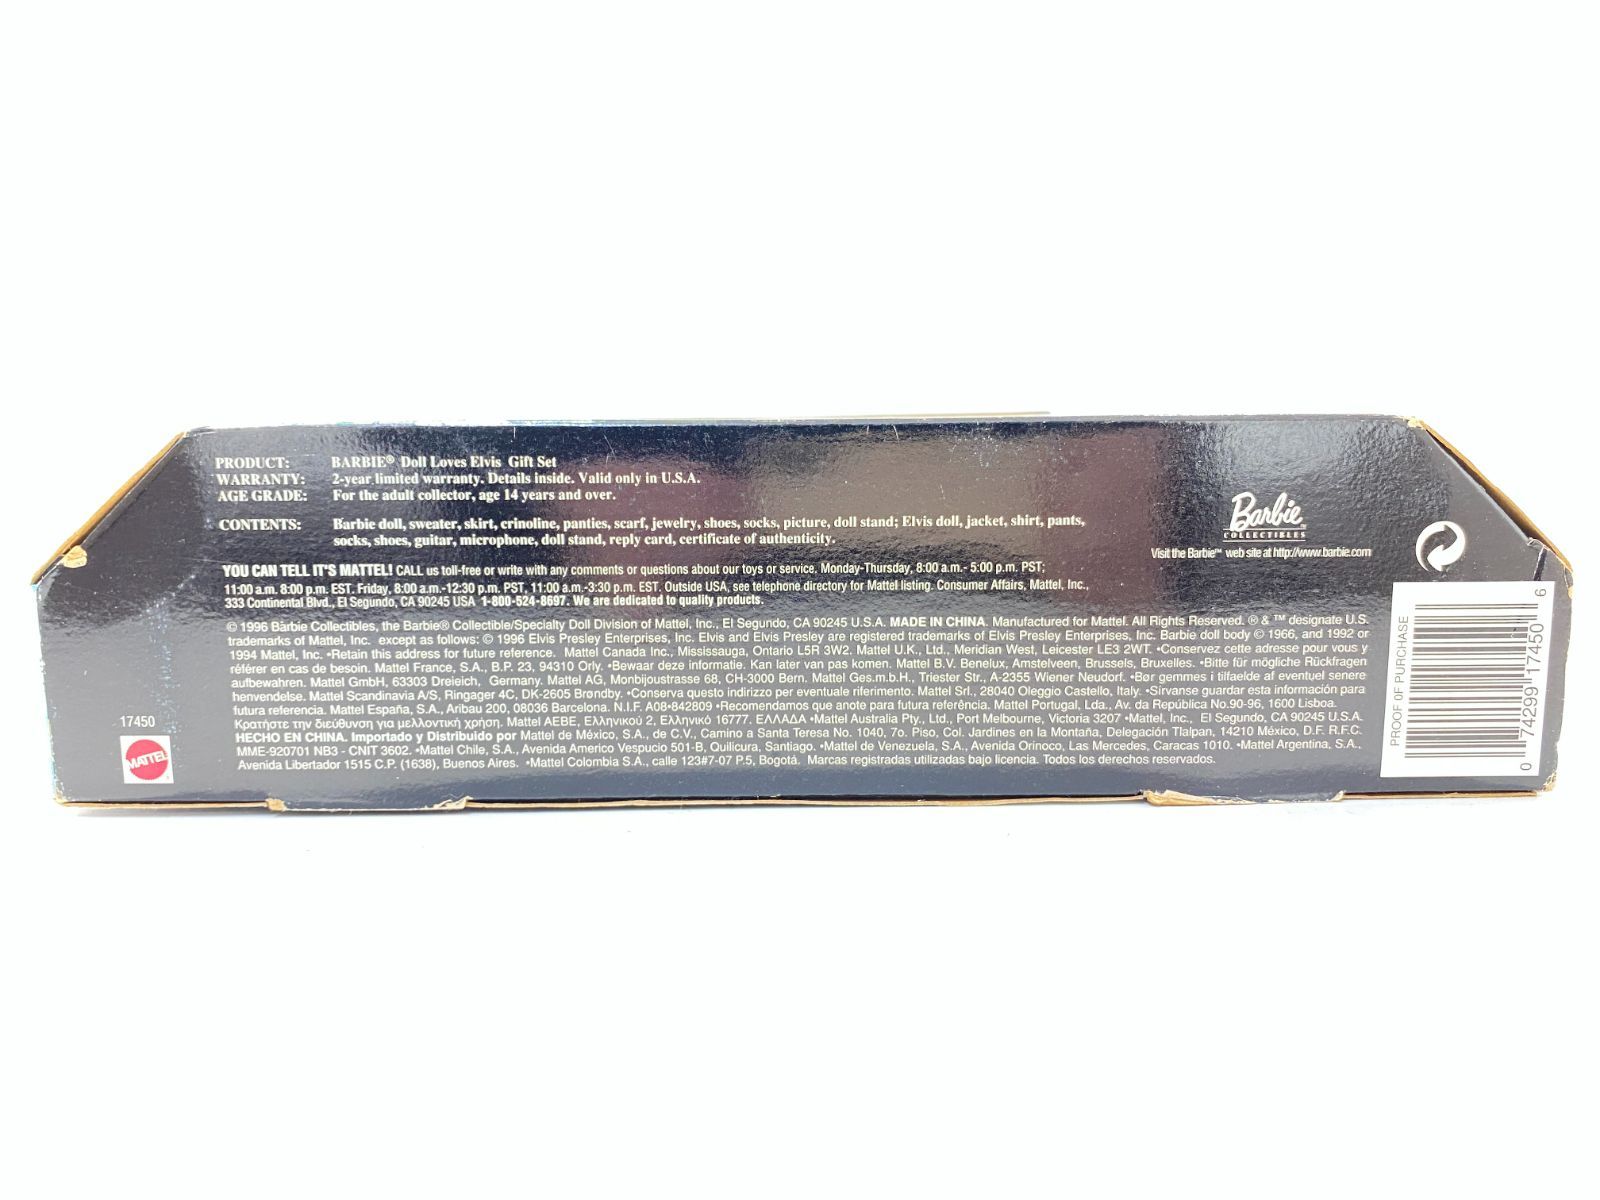 PRODUCT: BARBIE® Doll Loves Elvis Gift Set
WARRANTY: 2-year limited warranty. Details inside. Valid only in U.S.A.
AGE GRADE: For the adult collector, age 14 years and over.
CONTENTS: Barbie doll, sweater, skirt, crinoline, panties, scarf, jewelry, shoes, socks, picture, doll stand; Elvis doll, jacket, shirt, pants,
socks, shoes, guitar, microphone, doll stand, reply card, certificate of authenticity.
Barbie™
COLLECTIBLES
Visit the Barbie™ web site at http://www.barbie.com
YOU CAN TELL IT'S MATTEL! CALL us toll-free or write with any comments or questions about our toys or service. Monday-Thursday, 8:00 a.m.- 5:00 p.m. PST;
11:00 a.m. 8:00 p.m. EST. Friday, 8:00 a.m.-12:30 p.m. PST, 11:00 a.m.-3:30 p.m. EST. Outside USA, see telephone directory for Mattel listing. Consumer Affairs, Mattel, Inc.,
333 Continental Blvd., El Segundo, CA 90245 USA 1-800-524-8697. We are dedicated to quality products.
© 1996 Barbie Collectibles, the Barbie® Collectible/Specialty Doll Division of Mattel, Inc., El Segundo, CA 90245 U.S.A. MADE IN CHINA. Manufactured for Mattel. All Rights Reserved. ® & ™ designate U.S.
trademarks of Mattel, Inc. except as follows: © 1996 Elvis Presley Enterprises, Inc. Elvis and Elvis Presley are registered trademarks of Elvis Presley Enterprises, Inc. Barbie doll body © 1966, and 1992 or
1994 Mattel, Inc. •Retain this address for future reference. Mattel Canada Inc., Mississauga, Ontario L5R 3W2. Mattel U.K., Ltd., Meridian West, Leicester LE3 2WT. •Conservez cette adresse pour vous y
référer en cas de besoin. Mattel France, S.A., B.P. 23, 94310 Orly. •Bewaar deze informatie. Kan later van pas komen. Mattel B.V. Benelux, Amstelveen, Brussels, Bruxelles. •Bitte für mögliche Rückfragen
aufbewahren. Mattel GmbH, 63303 Dreieich, Germany. Mattel AG, Monbijoustrasse 68, CH-3000 Bern. Mattel Ges.m.b.H., Triester Str., A-2355 Wiener Neudorf. •Bør gemmes i tilfaelde af eventuel senere
henvendelse. Mattel Scandinavia A/S, Ringager 4C, DK-2605 Brøndby. •Conserva questo indirizzo per eventuale riferimento. Mattel Srl., 28040 Oleggio Castello, Italy. •Sírvanse guardar esta información para
futura referencia. Mattel España, S.A., Aribau 200, 08036 Barcelona. N.I.F. A08•842809 •Recomendamos que anote para futura referência. Mattel Portugal, Lda., Av. da República No.90-96, 1600 Lisboa.
Κρατήστε την διεύθυνση για μελλοντική χρήση. Mattel AEBE, Ελληνικού 2, Ελληνικό 16777. ΕΛΛΑΔΑ •Mattel Australia Pty., Ltd., Port Melbourne, Victoria 3207 •Mattel, Inc., El Segundo, CA 90245 U.S.A.
HECHO EN CHINA. Importado y Distribuido por Mattel de México, S.A., de C.V., Camino a Santa Teresa No. 1040, 7o. Piso, Col. Jardines en la Montaña, Delegación Tlalpan, 14210 México, D.F. R.F.C.
MME-920701 NB3 - CNIT 3602. •Mattel Chile, S.A., Avenida Americo Vespucio 501-B, Quilicura, Santiago. •Mattel de Venezuela, S.A., Avenida Orinoco, Las Mercedes, Caracas 1010. •Mattel Argentina, S.A.,
Avenida Libertador 1515 C.P. (1638), Buenos Aires. •Mattel Colombia S.A., calle 123#7-07 P.5, Bogotá. Marcas registradas utilizadas bajo licencia. Todos los derechos reservados.
17450
MATTEL
PROOF OF PURCHASE
0 74299 17450 6